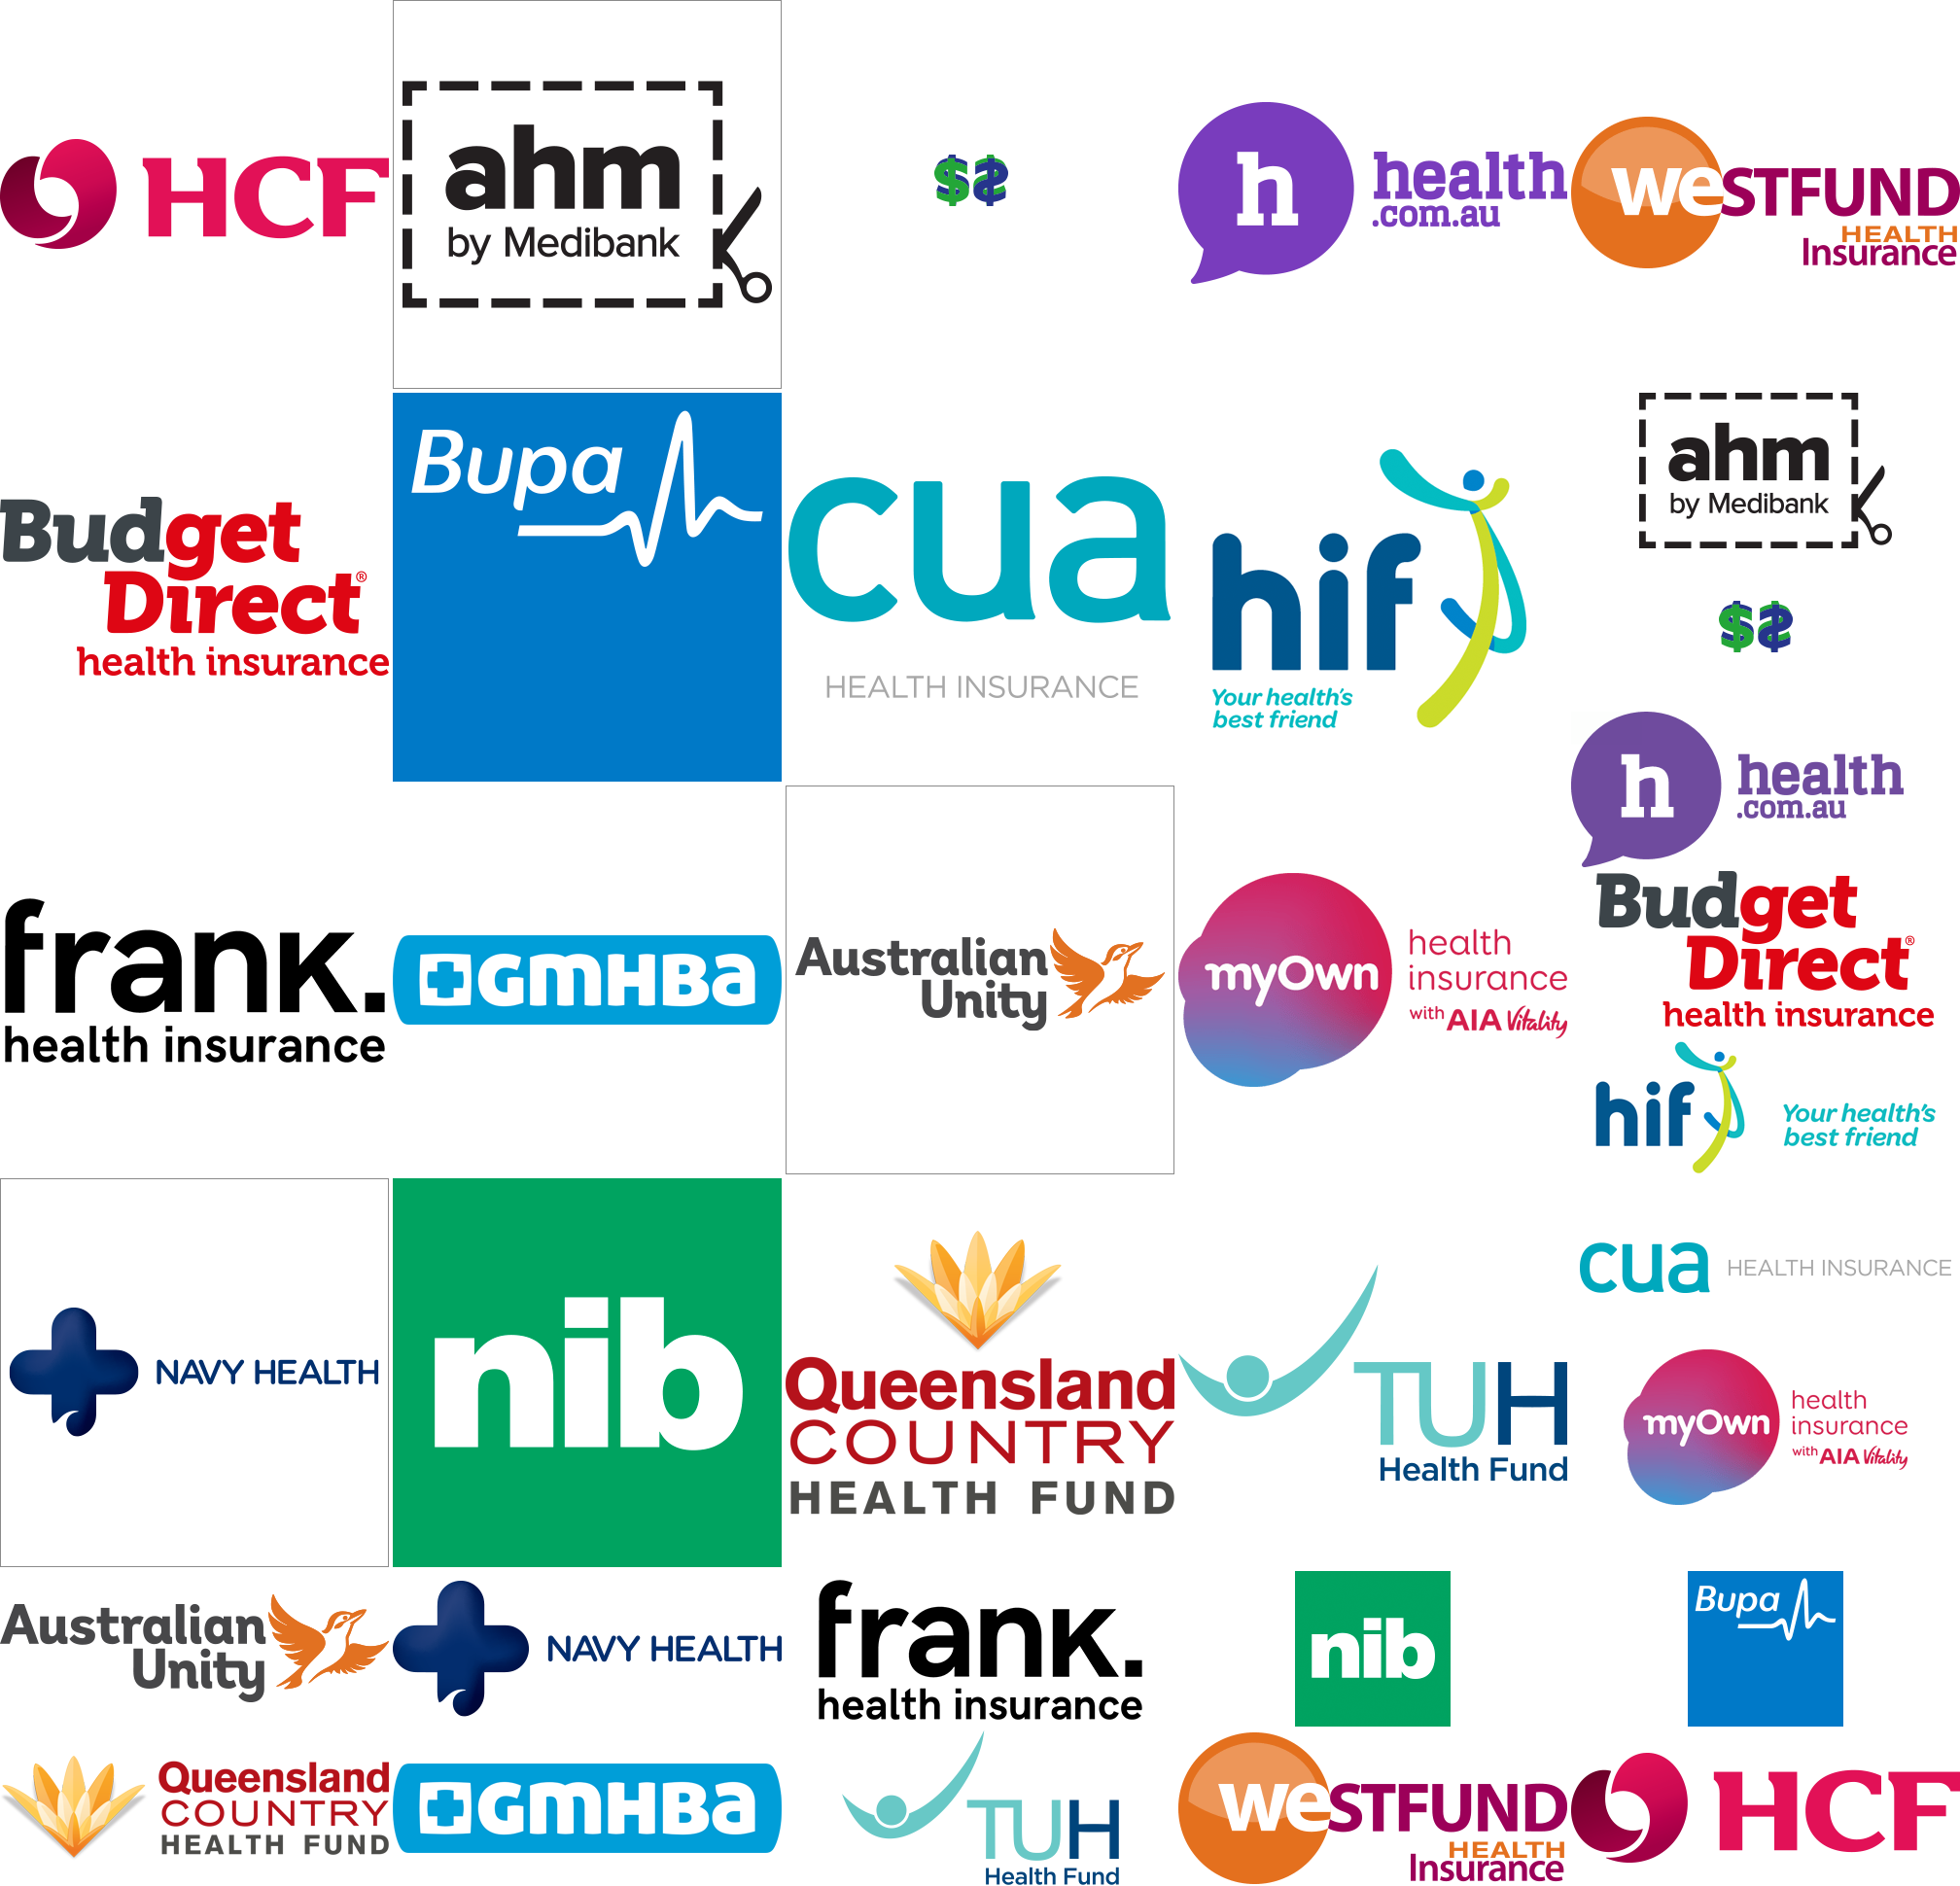 HCF
ahm
by Medibank
$$
h
health
.com.au
weSTFUND
HEALTH
Insurance
Budget
Direct®
health insurance
Bupa
cua
HEALTH INSURANCE
hif
Your health's
best friend
ahm
by Medibank
$$
h
health
.com.au
frank.
health insurance
GMHBa
Australian
Unity
myOwn
health
insurance
with AIA Vitality
Budget
Direct®
health insurance
hif
Your health's
best friend
NAVY HEALTH
nib
Queensland
COUNTRY
HEALTH FUND
TUH
Health Fund
cua HEALTH INSURANCE
myOwn
health
insurance
with AIA Vitality
Australian
Unity
NAVY HEALTH
frank.
health insurance
nib
Bupa
Queensland
COUNTRY
HEALTH FUND
GMHBa
TUH
Health Fund
weSTFUND
HEALTH
Insurance
HCF